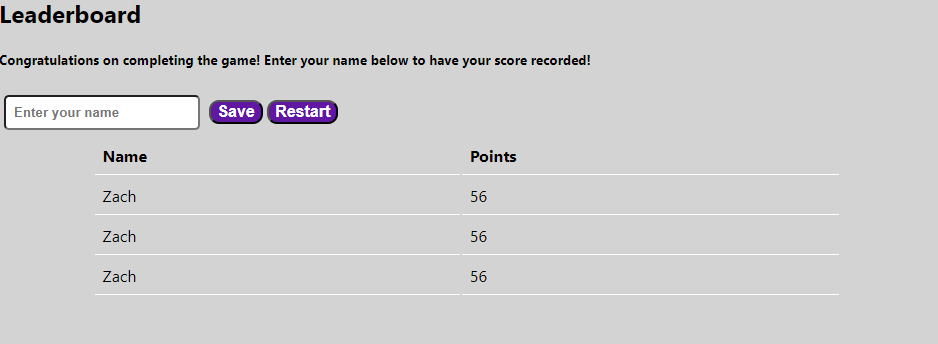 Leaderboard
Congratulations on completing the game! Enter your name below to have your score recorded!
Enter your name Save Restart
Name Points
Zach 56
Zach 56
Zach 56